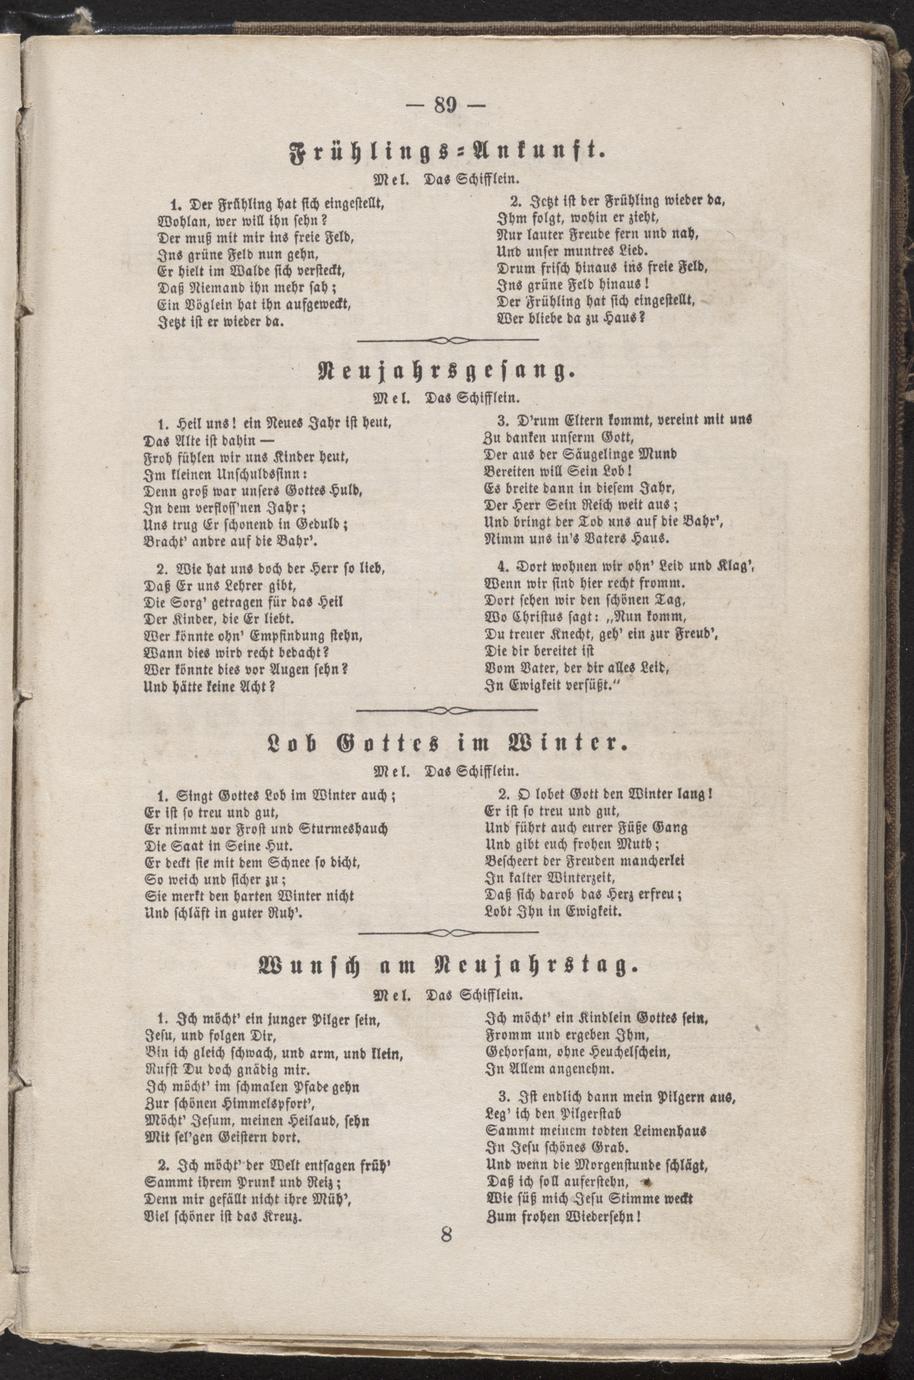 — 89 —
Frühlings=Ankunft.
Mel. Das Schifflein.
1. Der Frühling hat sich eingestellt,
Wohlan, wer will ihn sehn?
Der muß mit mir ins freie Feld,
Ins grüne Feld nun gehn,
Er hielt im Walde sich versteckt,
Daß Niemand ihn mehr sah;
Ein Vöglein hat ihn aufgeweckt,
Jetzt ist er wieder da.
2. Jetzt ist der Frühling wieder da,
Ihm folgt, wohin er zieht,
Nur lauter Freude fern und nah,
Und unser muntres Lied.
Drum frisch hinaus ins freie Feld,
Ins grüne Feld hinaus!
Der Frühling hat sich eingestellt,
Wer bliebe da zu Haus?
Neujahrsgesang.
Mel. Das Schifflein.
1. Heil uns! ein Neues Jahr ist heut,
Das Alte ist dahin —
Froh fühlen wir uns Kinder heut,
Im kleinen Unschuldssinn:
Denn groß war unsers Gottes Huld,
In dem verfloss'nen Jahr;
Uns trug Er schonend in Geduld;
Bracht' andre auf die Bahr'.
2. Wie hat uns doch der Herr so lieb,
Daß Er uns Lehrer gibt,
Die Sorg' getragen für das Heil
Der Kinder, die Er liebt.
Wer könnte ohn' Empfindung stehn,
Wann dies wird recht bedacht?
Wer könnte dies vor Augen sehn?
Und hätte keine Acht?
3. D'rum Eltern kommt, vereint mit uns
Zu danken unserm Gott,
Der aus der Säugelinge Mund
Bereiten will Sein Lob!
Es breite dann in diesem Jahr,
Der Herr Sein Reich weit aus;
Und bringt der Tod uns auf die Bahr',
Nimm uns in's Vaters Haus.
4. Dort wohnen wir ohn' Leid und Klag',
Wenn wir sind hier recht fromm.
Dort sehen wir den schönen Tag,
Wo Christus sagt: „Nun komm,
Du treuer Knecht, geh' ein zur Freud',
Die dir bereitet ist
Vom Vater, der dir alles Leid,
In Ewigkeit versüßt.“
Lob Gottes im Winter.
Mel. Das Schifflein.
1. Singt Gottes Lob im Winter auch;
Er ist so treu und gut,
Er nimmt vor Frost und Sturmeshauch
Die Saat in Seine Hut.
Er deckt sie mit dem Schnee so dicht,
So weich und sicher zu;
Sie merkt den harten Winter nicht
Und schläft in guter Ruh'.
2. O lobet Gott den Winter lang!
Er ist so treu und gut,
Und führt auch eurer Füße Gang
Und gibt euch frohen Muth;
Bescheert der Freuden mancherlei
In kalter Winterzeit,
Daß sich darob das Herz erfreu;
Lobt Ihn in Ewigkeit.
Wunsch am Neujahrstag.
Mel. Das Schifflein.
1. Ich möcht' ein junger Pilger sein,
Jesu, und folgen Dir,
Bin ich gleich schwach, und arm, und klein,
Rufst Du doch gnädig mir.
Ich möcht' im schmalen Pfade gehn
Zur schönen Himmelspfort',
Möcht' Jesum, meinen Heilaud, sehn
Mit sel'gen Geistern dort.
2. Ich möcht' der Welt entsagen früh'
Sammt ihrem Prunk und Reiz;
Denn mir gefällt nicht ihre Müh',
Viel schöner ist das Kreuz.
Ich möcht' ein Kindlein Gottes sein,
Fromm und ergeben Ihm,
Gehorsam, ohne Heuchelschein,
In Allem angenehm.
3. Ist endlich dann mein Pilgern aus,
Leg' ich den Pilgerstab
Sammt meinem todten Leimenhaus
In Jesu schönes Grab.
Und wenn die Morgenstunde schlägt,
Daß ich soll auferstehn,
Wie süß mich Jesu Stimme weckt
Zum frohen Wiedersehn!
8